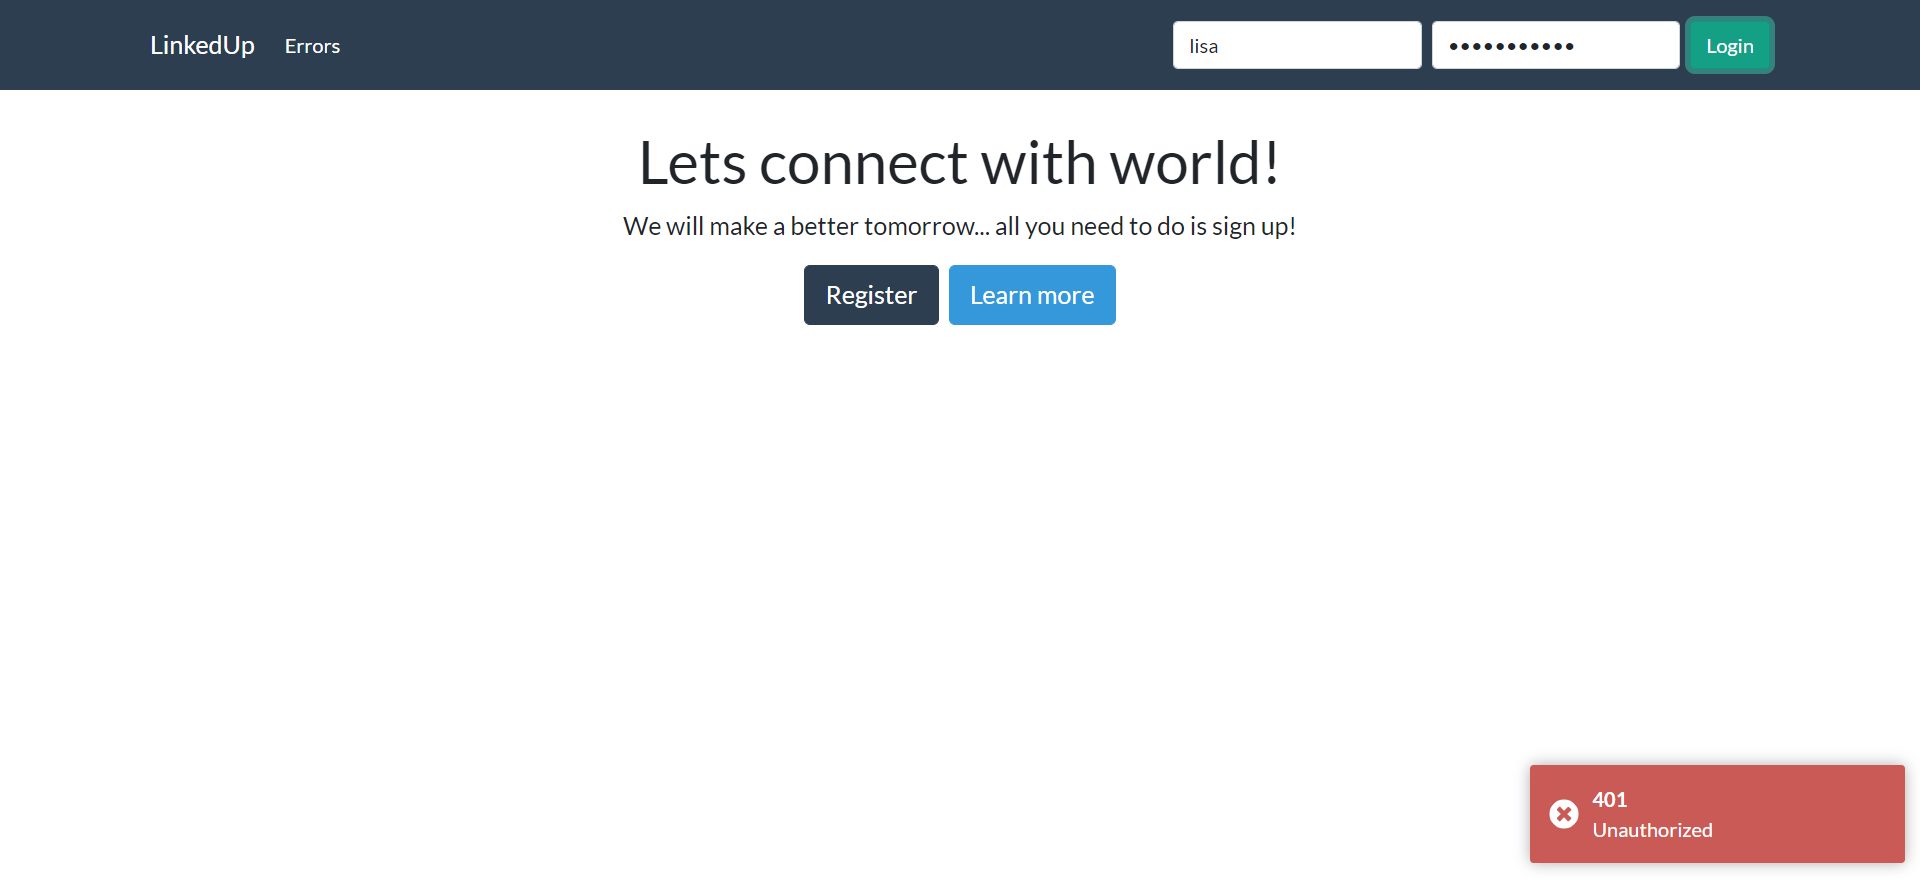 LinkedUp Errors lisa ••••••••••• Login
Lets connect with world!
We will make a better tomorrow... all you need to do is sign up!
Register Learn more
401
Unauthorized